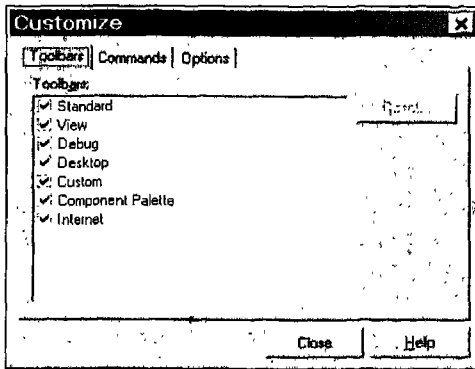 Customize
Toolbars Commands Options
Toolbars:
Standard
View
Debug
Desktop
Custom
Component Palette
Internet
Reset...
Close Help